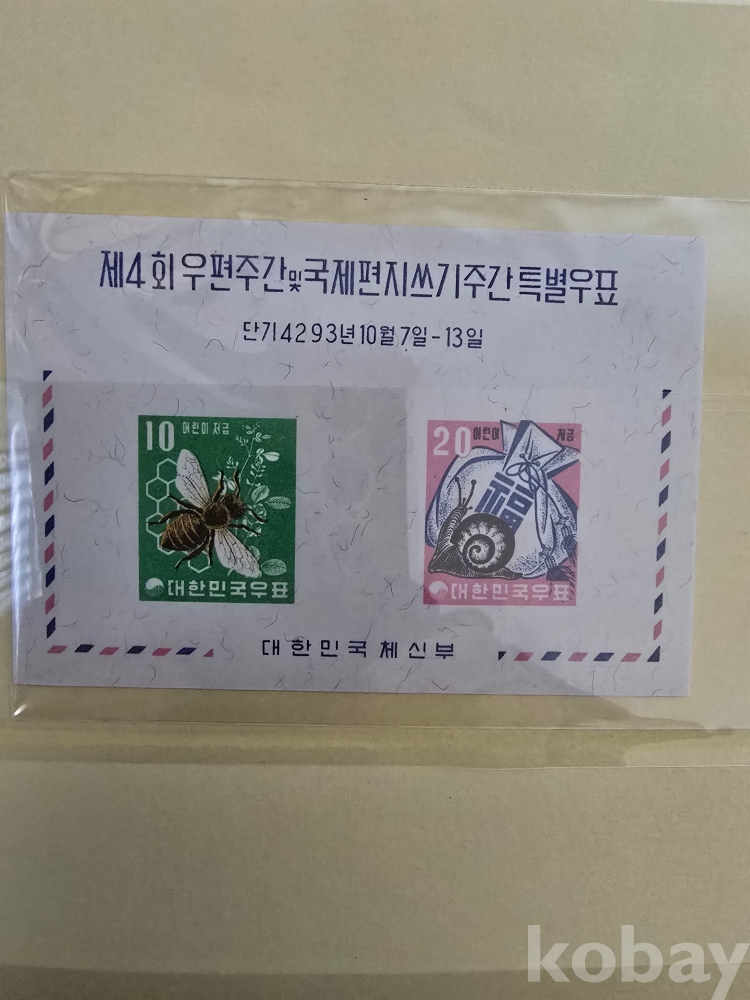 제4회 우편주간 및 국제편지쓰기주간 특별우표
단기 4293년 10월 7일-13일
10 어린이 저금
대한민국우표
20 어린이 저금
福
대한민국우표
대한민국체신부
kobay